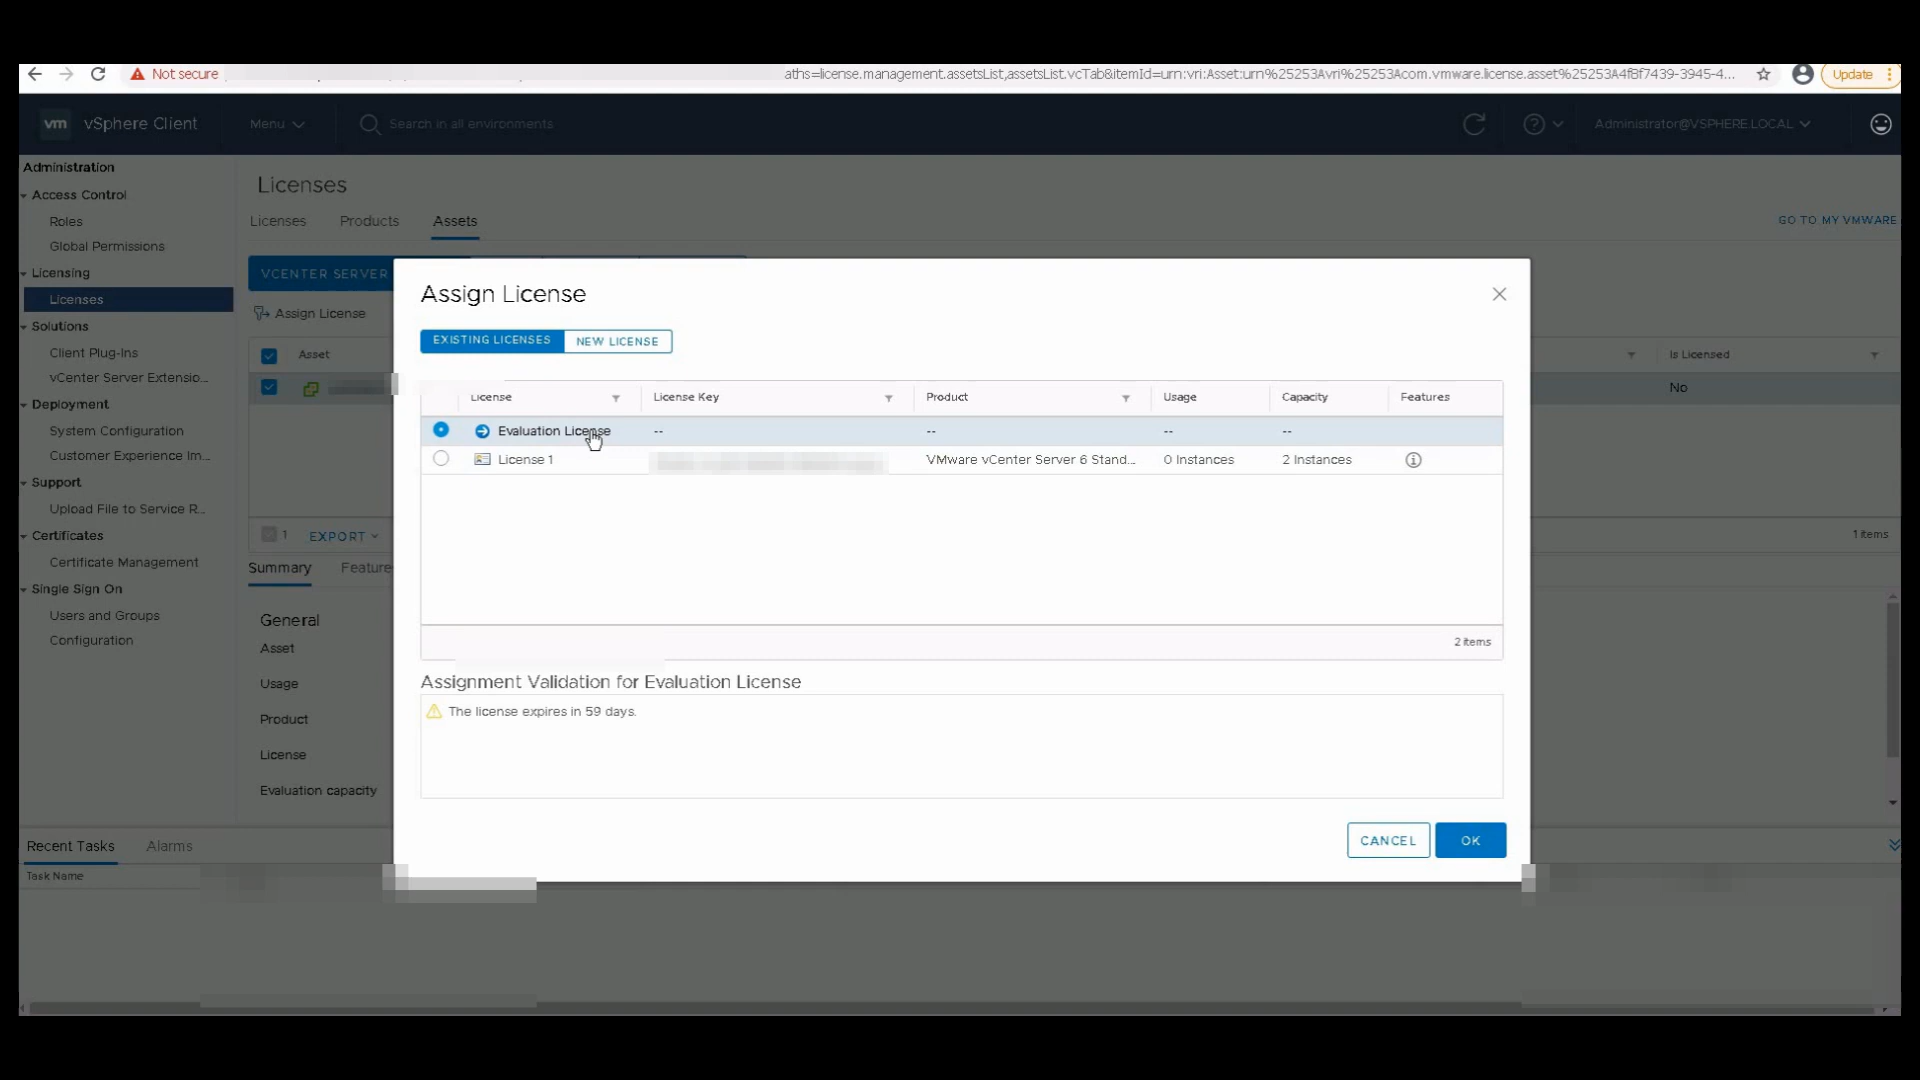 Not secure
aths=license.management.assetsList,assetsList.vcTab&itemId=urn:vri:Asset:urn%25253Avri%25253Acom.vmware.license.asset%25253A4f8f7439-3945-4...
Update
vm vSphere Client
Menu
Search in all environments
Administrator@VSPHERE.LOCAL
Administration
Access Control
Roles
Global Permissions
Licensing
Licenses
Solutions
Client Plug-Ins
vCenter Server Extensio...
Deployment
System Configuration
Customer Experience Im...
Support
Upload File to Service R...
Certificates
Certificate Management
Single Sign On
Users and Groups
Configuration
Licenses
Licenses Products Assets
GO TO MY VMWARE
VCENTER SERVER
Assign License
Asset
Is Licensed
No
1 EXPORT
1 items
Summary Feature
General
Asset
Usage
Product
License
Evaluation capacity
Assign License
EXISTING LICENSES NEW LICENSE
License License Key Product Usage Capacity Features
Evaluation License -- -- -- --
License 1 VMware vCenter Server 6 Stand... 0 Instances 2 Instances
2 items
Assignment Validation for Evaluation License
The license expires in 59 days.
CANCEL OK
Recent Tasks Alarms
Task Name